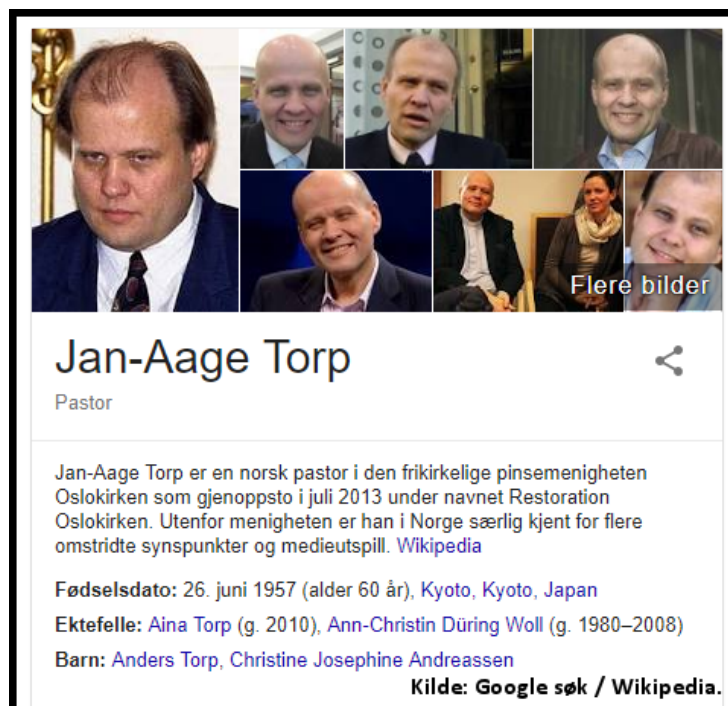 Flere bilder
Jan-Aage Torp
Pastor
Jan-Aage Torp er en norsk pastor i den frikirkelige pinsemenigheten
Oslokirken som gjenoppsto i juli 2013 under navnet Restoration
Oslokirken. Utenfor menigheten er han i Norge særlig kjent for flere
omstridte synspunkter og medieutspill. Wikipedia
Fødselsdato: 26. juni 1957 (alder 60 år), Kyoto, Kyoto, Japan
Ektefelle: Aina Torp (g. 2010), Ann-Christin Düring Woll (g. 1980–2008)
Barn: Anders Torp, Christine Josephine Andreassen
Kilde: Google søk / Wikipedia.